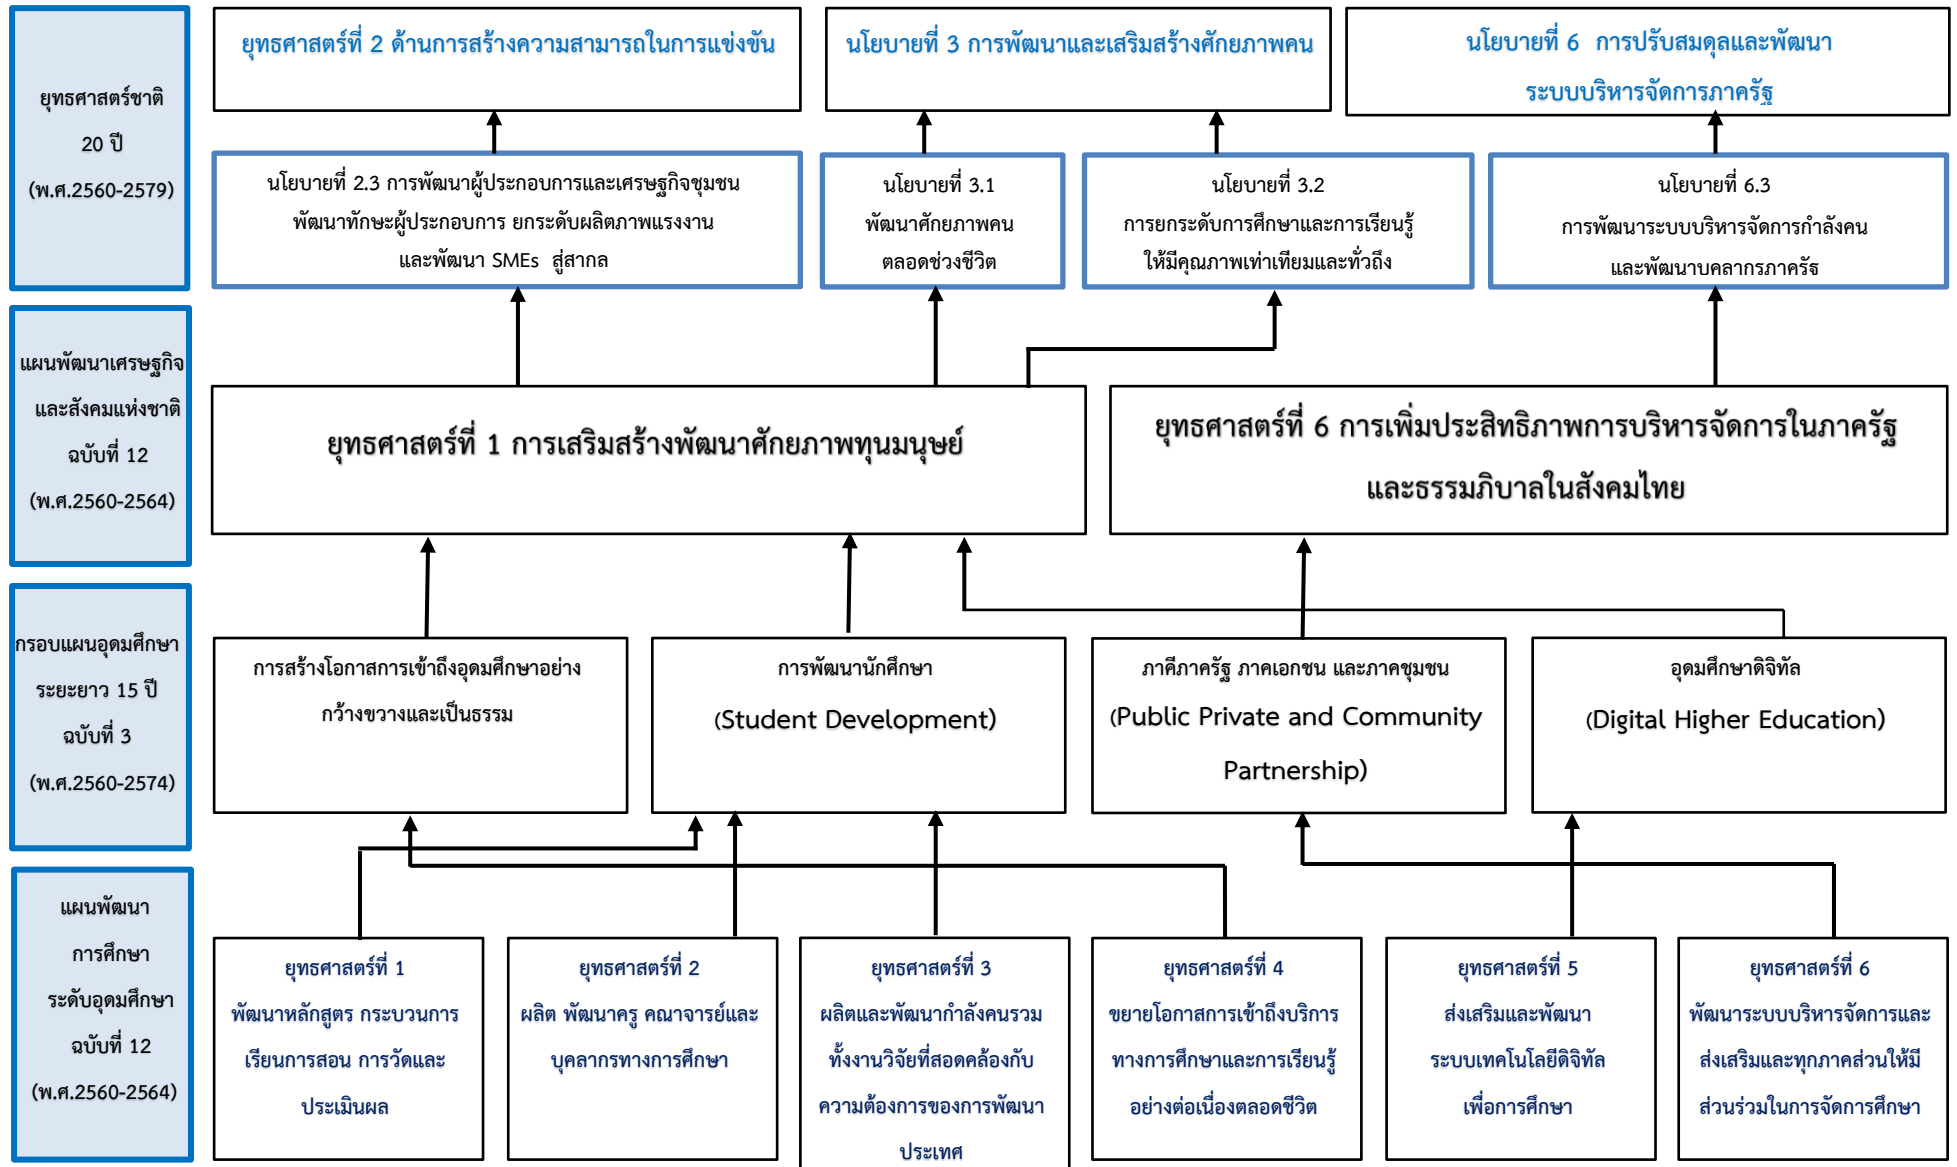 ยุทธศาสตร์ชาติ
20 ปี
(พ.ศ.2560-2579)
ยุทธศาสตร์ที่ 2 ด้านการสร้างความสามารถในการแข่งขัน
นโยบายที่ 3 การพัฒนาและเสริมสร้างศักยภาพคน
นโยบายที่ 6 การปรับสมดุลและพัฒนา
ระบบบริหารจัดการภาครัฐ
นโยบายที่ 2.3 การพัฒนาผู้ประกอบการและเศรษฐกิจชุมชน
พัฒนาทักษะผู้ประกอบการ ยกระดับผลิตภาพแรงงาน
และพัฒนา SMEs สู่สากล
นโยบายที่ 3.1
พัฒนาศักยภาพคน
ตลอดช่วงชีวิต
นโยบายที่ 3.2
การยกระดับการศึกษาและการเรียนรู้
ให้มีคุณภาพเท่าเทียมและทั่วถึง
นโยบายที่ 6.3
การพัฒนาระบบบริหารจัดการกำลังคน
และพัฒนาบุคลากรภาครัฐ
แผนพัฒนาเศรษฐกิจ
และสังคมแห่งชาติ
ฉบับที่ 12
(พ.ศ.2560-2564)
ยุทธศาสตร์ที่ 1 การเสริมสร้างพัฒนาศักยภาพทุนมนุษย์
ยุทธศาสตร์ที่ 6 การเพิ่มประสิทธิภาพการบริหารจัดการในภาครัฐ
และธรรมภิบาลในสังคมไทย
กรอบแผนอุดมศึกษา
ระยะยาว 15 ปี
ฉบับที่ 3
(พ.ศ.2560-2574)
การสร้างโอกาสการเข้าถึงอุดมศึกษาอย่าง
กว้างขวางและเป็นธรรม
การพัฒนานักศึกษา
(Student Development)
ภาคีภาครัฐ ภาคเอกชน และภาคชุมชน
(Public Private and Community
Partnership)
อุดมศึกษาดิจิทัล
(Digital Higher Education)
แผนพัฒนา
การศึกษา
ระดับอุดมศึกษา
ฉบับที่ 12
(พ.ศ.2560-2564)
ยุทธศาสตร์ที่ 1
พัฒนาหลักสูตร กระบวนการ
เรียนการสอน การวัดและ
ประเมินผล
ยุทธศาสตร์ที่ 2
ผลิต พัฒนาครู คณาจารย์และ
บุคลากรทางการศึกษา
ยุทธศาสตร์ที่ 3
ผลิตและพัฒนากำลังคนรวม
ทั้งงานวิจัยที่สอดคล้องกับ
ความต้องการของการพัฒนา
ประเทศ
ยุทธศาสตร์ที่ 4
ขยายโอกาสการเข้าถึงบริการ
ทางการศึกษาและการเรียนรู้
อย่างต่อเนื่องตลอดชีวิต
ยุทธศาสตร์ที่ 5
ส่งเสริมและพัฒนา
ระบบเทคโนโลยีดิจิทัล
เพื่อการศึกษา
ยุทธศาสตร์ที่ 6
พัฒนาระบบบริหารจัดการและ
ส่งเสริมและทุกภาคส่วนให้มี
ส่วนร่วมในการจัดการศึกษา